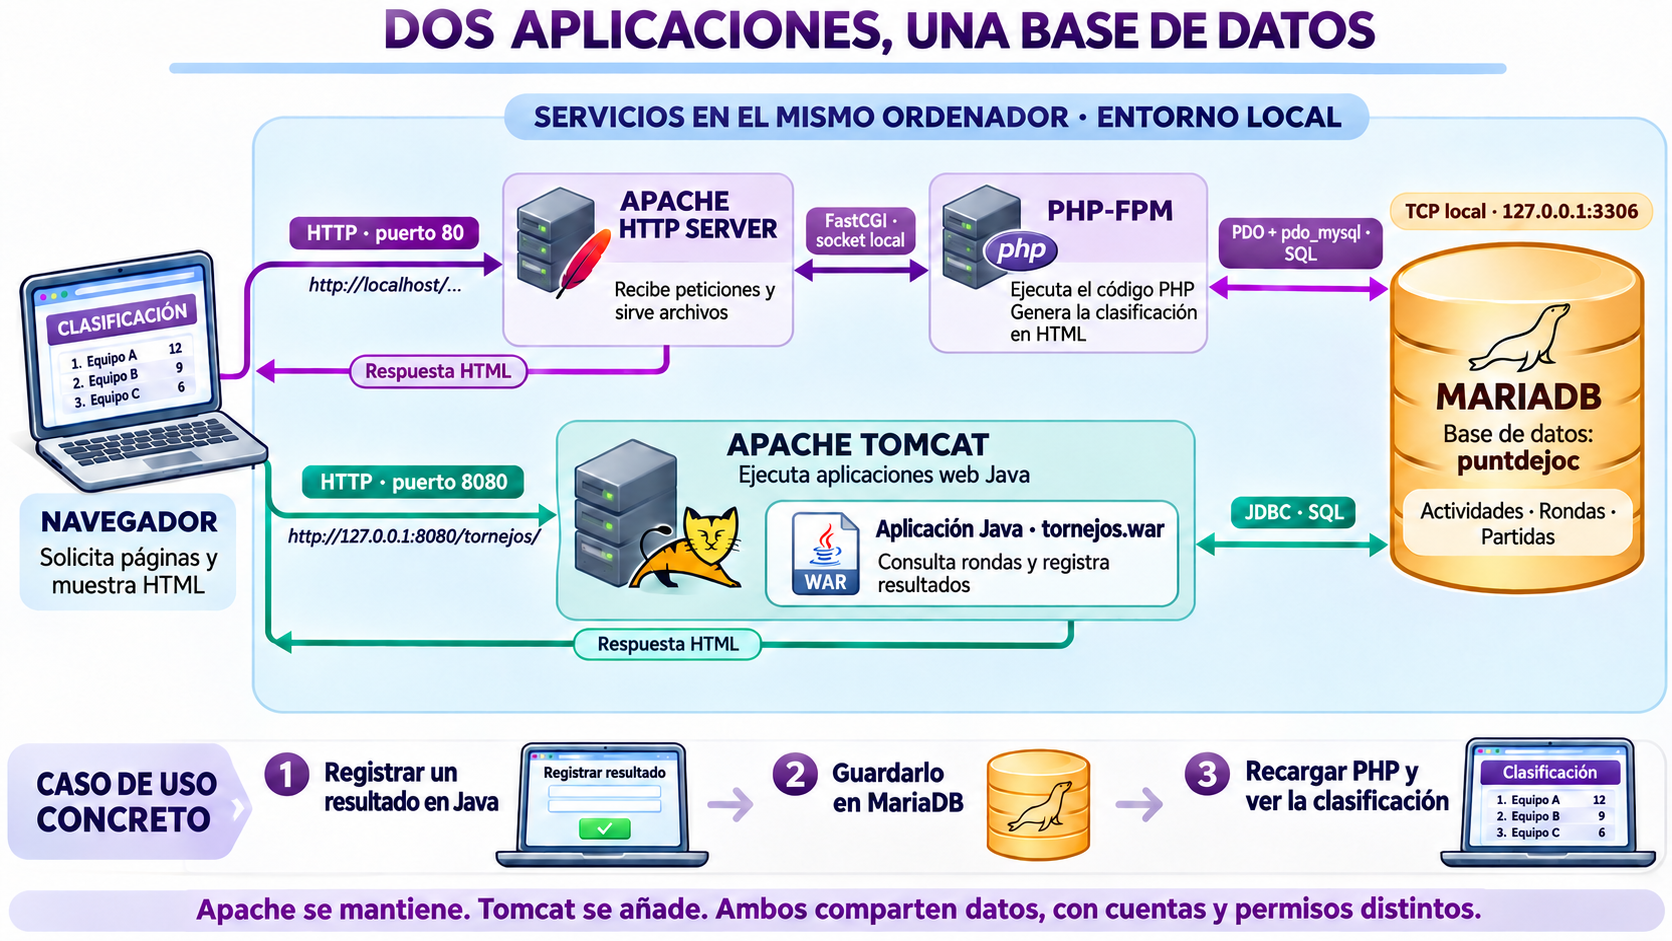 DOS APLICACIONES, UNA BASE DE DATOS
SERVICIOS EN EL MISMO ORDENADOR · ENTORNO LOCAL
HTTP · puerto 80
http://localhost/...
APACHE
HTTP SERVER
Recibe peticiones y
sirve archivos
FastCGI ·
socket local
PHP-FPM
php
Ejecuta el código PHP
Genera la clasificación
en HTML
PDO + pdo_mysql ·
SQL
TCP local · 127.0.0.1:3306
Respuesta HTML
CLASIFICACIÓN
1. Equipo A 12
2. Equipo B 9
3. Equipo C 6
NAVEGADOR
Solicita páginas y
muestra HTML
HTTP · puerto 8080
http://127.0.0.1:8080/tornejos/
APACHE TOMCAT
Ejecuta aplicaciones web Java
WAR
Aplicación Java · tornejos.war
Consulta rondas y registra
resultados
JDBC · SQL
Respuesta HTML
MARIADB
Base de datos:
puntdejoc
Actividades · Rondas ·
Partidas
CASO DE USO
CONCRETO
1
Registrar un
resultado en Java
Registrar resultado
2
Guardarlo
en MariaDB
3
Recargar PHP y
ver la clasificación
Clasificación
1. Equipo A 12
2. Equipo B 9
3. Equipo C 6
Apache se mantiene. Tomcat se añade. Ambos comparten datos, con cuentas y permisos distintos.